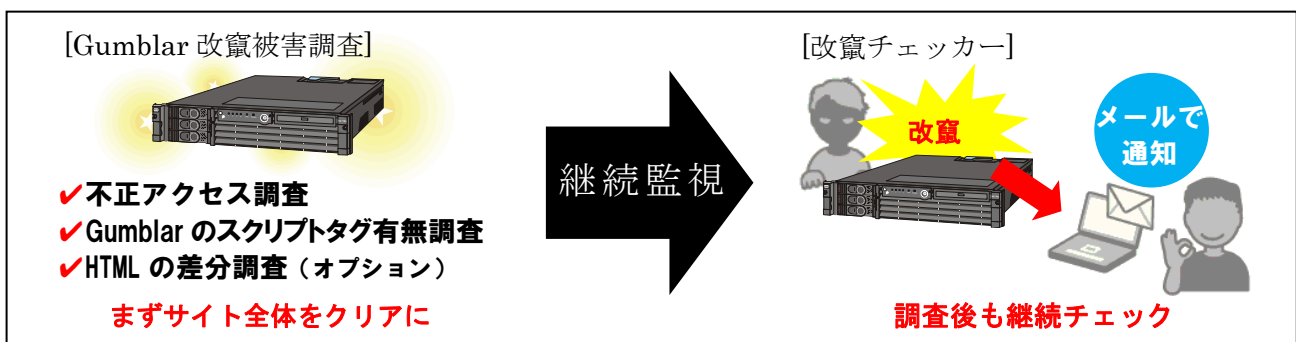 [Gumblar 改竄被害調査]
✔不正アクセス調査
✔Gumblar のスクリプトタグ有無調査
✔HTML の差分調査（オプション）
まずサイト全体をクリアに
継続監視
[改竄チェッカー]
改竄
メールで
通知
調査後も継続チェック